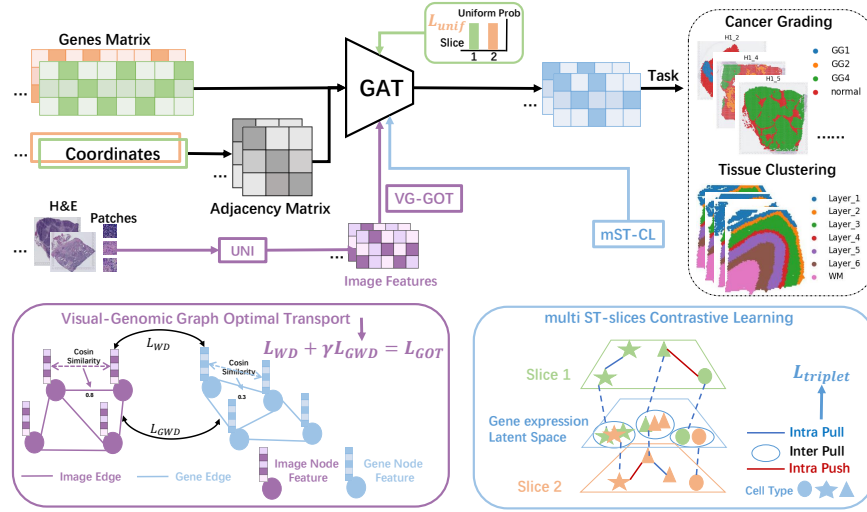 Genes Matrix
...
Coordinates
...
Adjacency Matrix
...
H&E
Patches
...
UNI
...
Image Features
VG-GOT
GAT
L_unif
Uniform Prob
Slice
1 2
mST-CL
...
Task
Cancer Grading
H1_2
H1_4
H1_5
GG1
GG2
GG4
normal
......
Tissue Clustering
Layer_1
Layer_2
Layer_3
Layer_4
Layer_5
Layer_6
WM
Visual-Genomic Graph Optimal Transport
L_WD + γL_GWD = L_GOT
L_WD
Cosin
Similarity
0.8
Cosin
Similarity
0.3
L_GWD
Image Edge
Gene Edge
Image Node
Feature
Gene Node
Feature
multi ST-slices Contrastive Learning
Slice 1
Gene expression
Latent Space
Slice 2
L_triplet
Intra Pull
Inter Pull
Intra Push
Cell Type